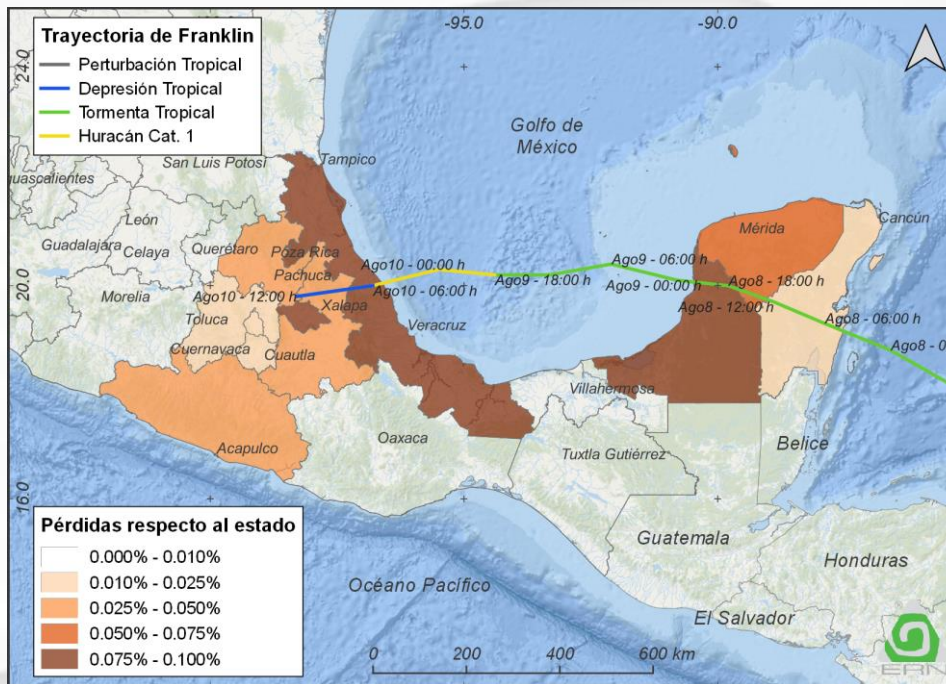 -95.0
-90.0
24.0
20.0
16.0
Trayectoria de Franklin
Perturbación Tropical
Depresión Tropical
Tormenta Tropical
Huracán Cat. 1
Golfo de
México
San Luis Potosí
Tampico
guascalientes
León
Guadalajara
Celaya
Querétaro
Poza Rica
Pachuca
Morelia
Toluca
Xalapa
Veracruz
Cuernavaca
Cuautla
Acapulco
Oaxaca
Mérida
Cancún
Villahermosa
Tuxtla Gutiérrez
Belice
Guatemala
Honduras
El Salvador
Océano Pacífico
Ago10 - 12:00 h
Ago10 - 06:00 h
Ago10 - 00:00 h
Ago9 - 18:00 h
Ago9 - 06:00 h
Ago9 - 00:00 h
Ago8 - 18:00 h
Ago8 - 12:00 h
Ago8 - 06:00 h
Ago8 - 0
Pérdidas respecto al estado
0.000% - 0.010%
0.010% - 0.025%
0.025% - 0.050%
0.050% - 0.075%
0.075% - 0.100%
0 200 400 600 km
ERN